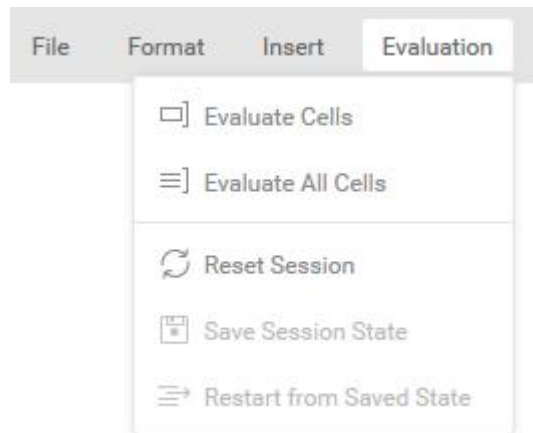 File Format Insert Evaluation
Evaluate Cells
Evaluate All Cells
Reset Session
Save Session State
Restart from Saved State